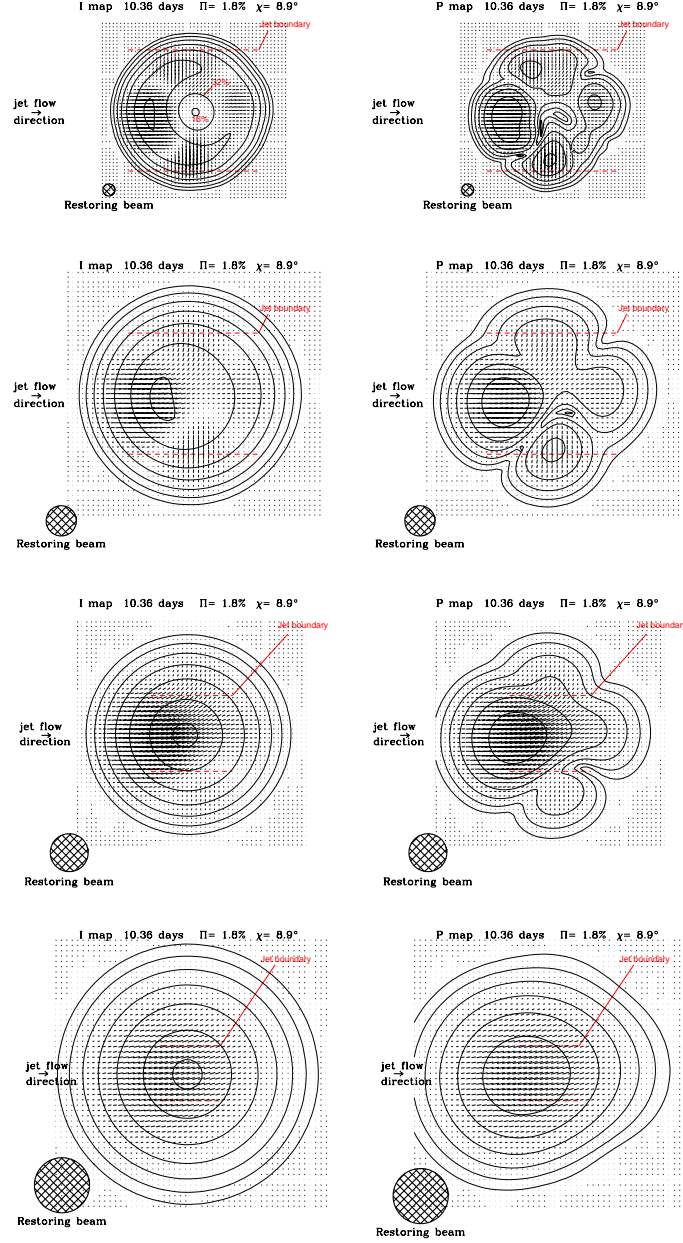 I map 10.36 days Π= 1.8% χ= 8.9°
P map 10.36 days Π= 1.8% χ= 8.9°
Jet boundary
Jet boundary
32%
16%
jet flow
→
direction
jet flow
→
direction
Restoring beam
Restoring beam
I map 10.36 days Π= 1.8% χ= 8.9°
P map 10.36 days Π= 1.8% χ= 8.9°
Jet boundary
Jet boundary
jet flow
→
direction
jet flow
→
direction
Restoring beam
Restoring beam
I map 10.36 days Π= 1.8% χ= 8.9°
P map 10.36 days Π= 1.8% χ= 8.9°
Jet boundary
Jet boundary
jet flow
→
direction
jet flow
→
direction
Restoring beam
Restoring beam
I map 10.36 days Π= 1.8% χ= 8.9°
P map 10.36 days Π= 1.8% χ= 8.9°
Jet boundary
Jet boundary
jet flow
→
direction
jet flow
→
direction
Restoring beam
Restoring beam